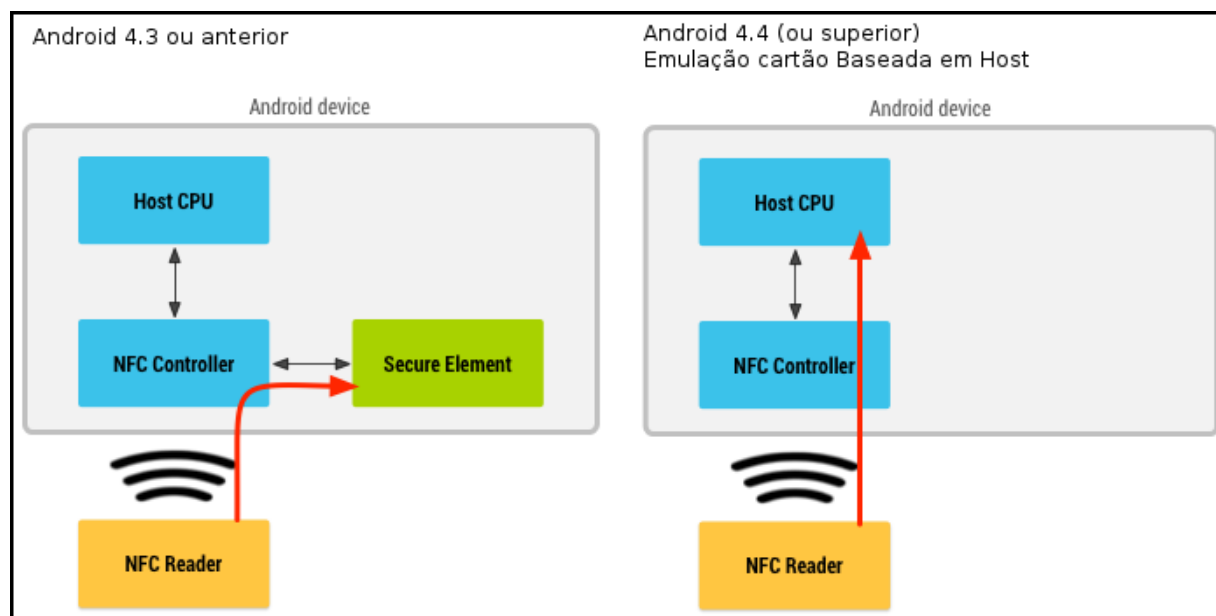 Android 4.3 ou anterior
Android device
Host CPU
NFC Controller
Secure Element
NFC Reader
Android 4.4 (ou superior)
Emulação cartão Baseada em Host
Android device
Host CPU
NFC Controller
NFC Reader